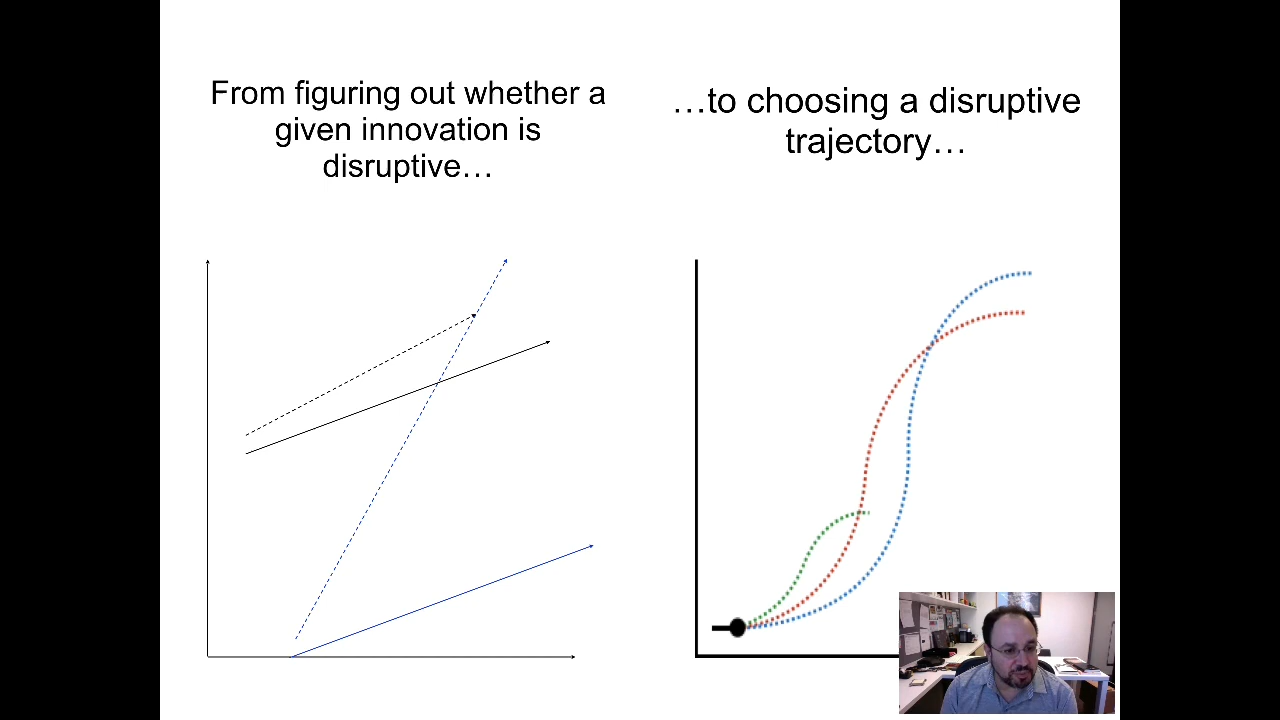 From figuring out whether a
given innovation is
disruptive…
…to choosing a disruptive
trajectory…